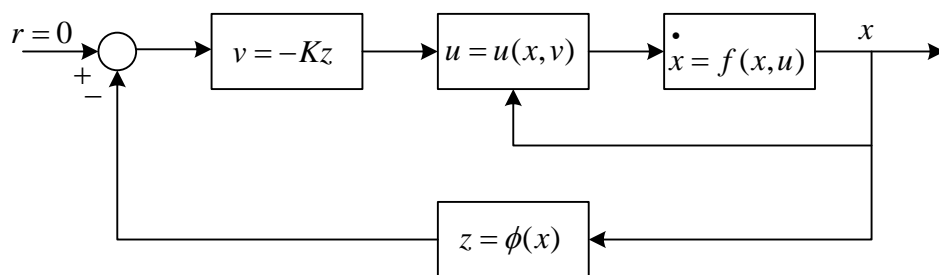 r = 0
+
−
v = −Kz
u = u(x, v)
ẋ = f(x, u)
x
z = ϕ(x)